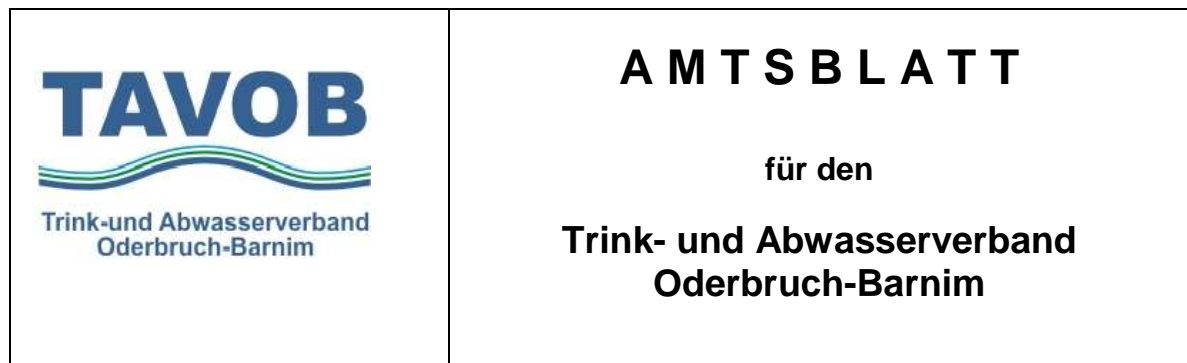 TAVOB
Trink-und Abwasserverband
Oderbruch-Barnim
A M T S B L A T T
für den
Trink- und Abwasserverband
Oderbruch-Barnim